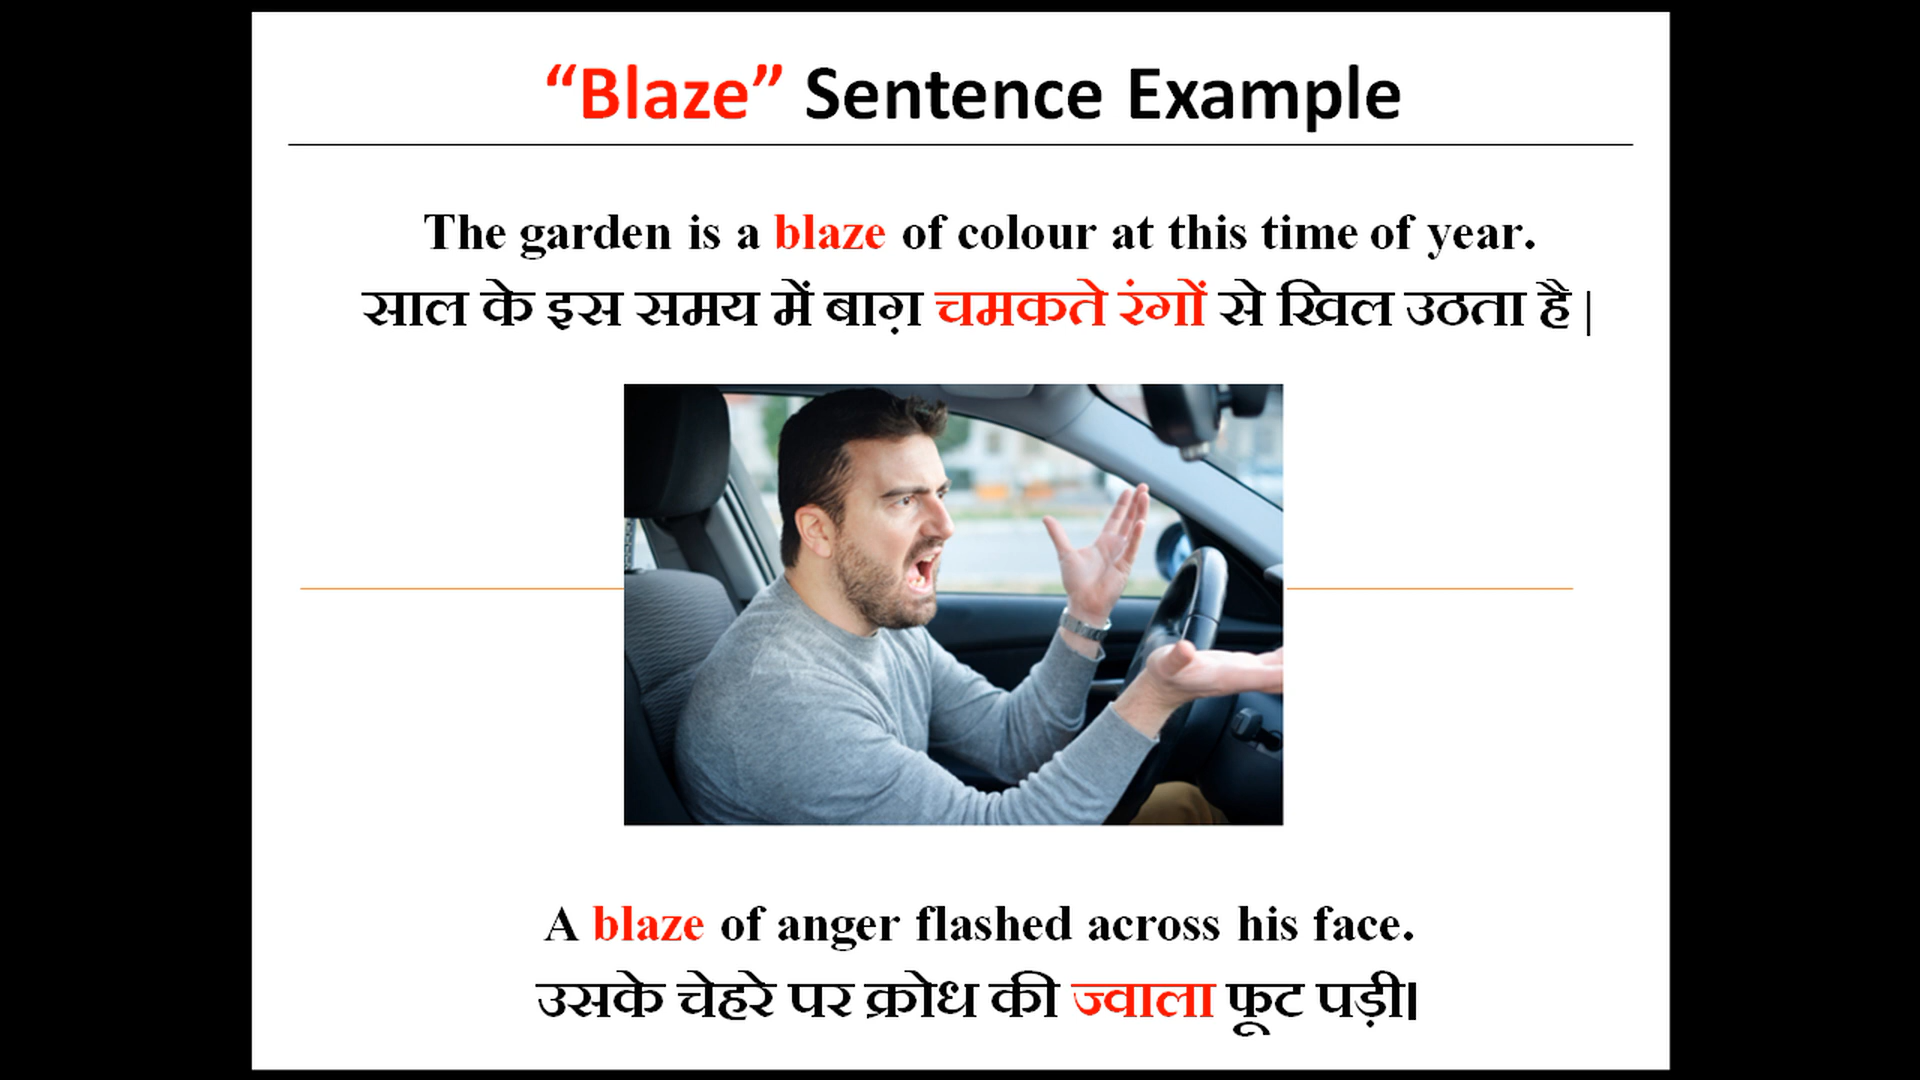 “Blaze” Sentence Example
The garden is a blaze of colour at this time of year.
साल के इस समय में बाग़ चमकते रंगों से खिल उठता है |
A blaze of anger flashed across his face.
उसके चेहरे पर क्रोध की ज्वाला फूट पड़ी।